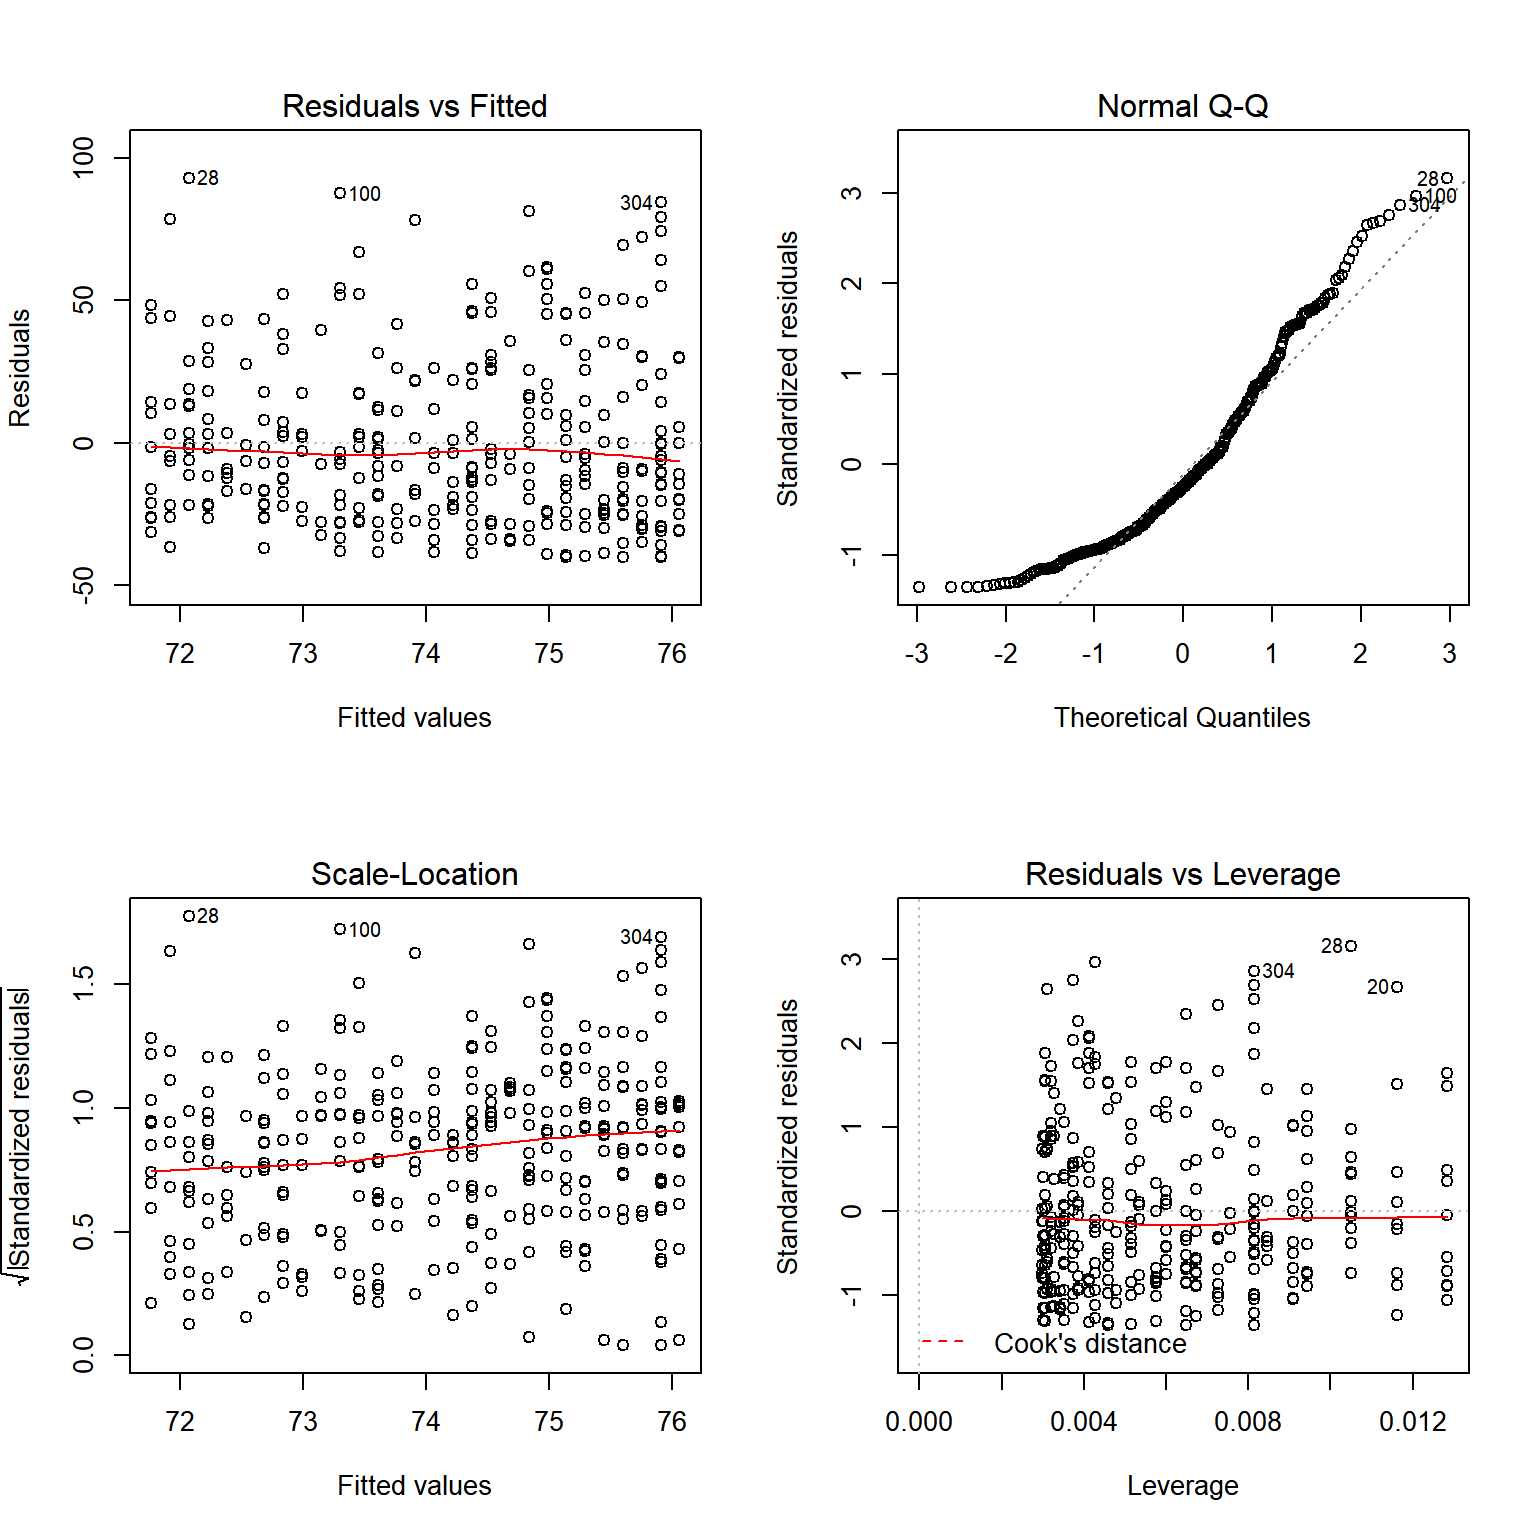 Residuals vs Fitted
Residuals
100
50
0
-50
28
100
304
72 73 74 75 76
Fitted values
Normal Q-Q
Standardized residuals
3
2
1
0
-1
28
100
304
-3 -2 -1 0 1 2 3
Theoretical Quantiles
Scale-Location
√|Standardized residuals|
1.5
1.0
0.5
0.0
28
100
304
72 73 74 75 76
Fitted values
Residuals vs Leverage
Standardized residuals
3
2
1
0
-1
28
304
20
Cook's distance
0.000 0.004 0.008 0.012
Leverage